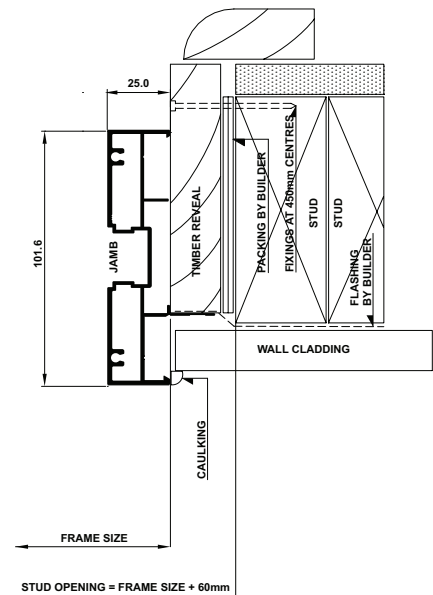 25.0
101.6
JAMB
TIMBER REVEAL
PACKING BY BUILDER
FIXINGS AT 450mm CENTRES
STUD
STUD
FLASHING
BY BUILDER
WALL CLADDING
CAULKING
FRAME SIZE
STUD OPENING = FRAME SIZE + 60mm